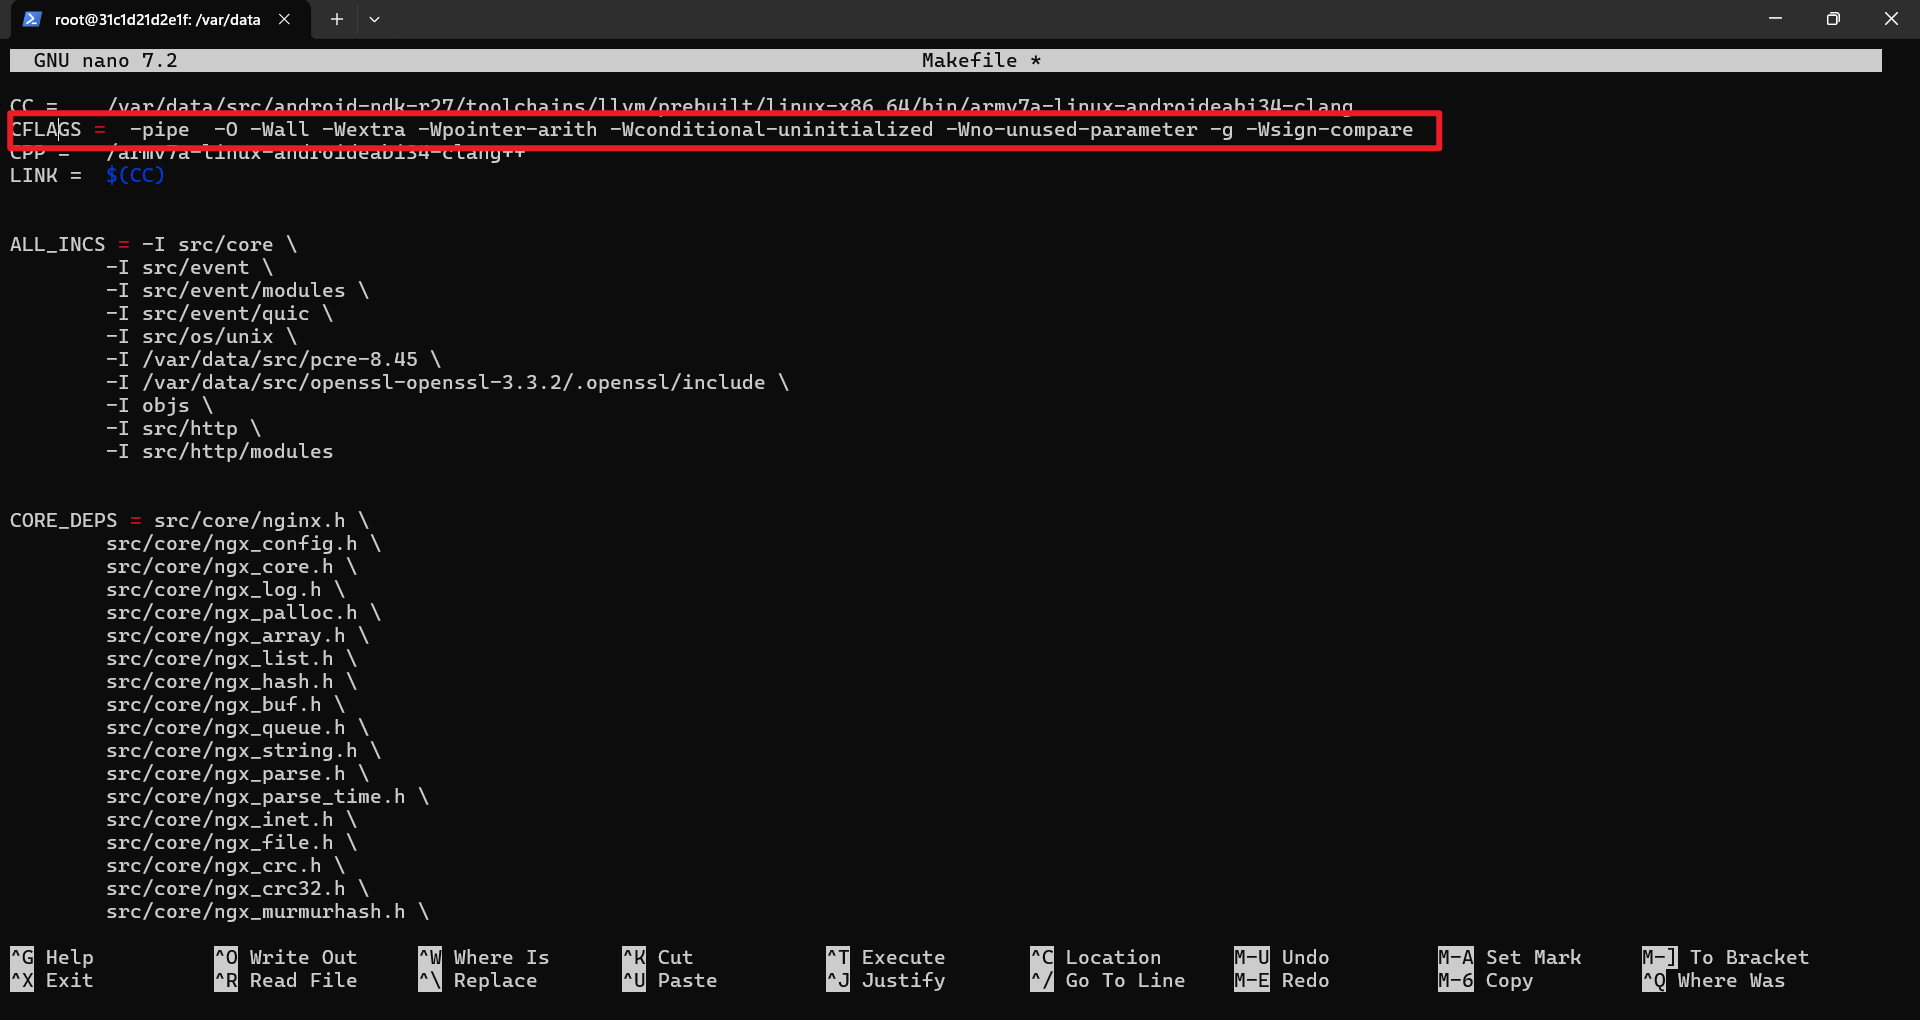 root@31c1d21d2e1f: /var/data
GNU nano 7.2 Makefile *
CC = /var/data/src/android-ndk-r27/toolchains/llvm/prebuilt/linux-x86_64/bin/armv7a-linux-androideabi34-clang
CFLAGS = -pipe -O -Wall -Wextra -Wpointer-arith -Wconditional-uninitialized -Wno-unused-parameter -g -Wsign-compare
CPP = /armv7a-linux-androideabi34-clang++
LINK = $(CC)
ALL_INCS = -I src/core \
-I src/event \
-I src/event/modules \
-I src/event/quic \
-I src/os/unix \
-I /var/data/src/pcre-8.45 \
-I /var/data/src/openssl-openssl-3.3.2/.openssl/include \
-I objs \
-I src/http \
-I src/http/modules
CORE_DEPS = src/core/nginx.h \
src/core/ngx_config.h \
src/core/ngx_core.h \
src/core/ngx_log.h \
src/core/ngx_palloc.h \
src/core/ngx_array.h \
src/core/ngx_list.h \
src/core/ngx_hash.h \
src/core/ngx_buf.h \
src/core/ngx_queue.h \
src/core/ngx_string.h \
src/core/ngx_parse.h \
src/core/ngx_parse_time.h \
src/core/ngx_inet.h \
src/core/ngx_file.h \
src/core/ngx_crc.h \
src/core/ngx_crc32.h \
src/core/ngx_murmurhash.h \
^G Help ^O Write Out ^W Where Is ^K Cut ^T Execute ^C Location M-U Undo M-A Set Mark M-] To Bracket
^X Exit ^R Read File ^\ Replace ^U Paste ^J Justify ^/ Go To Line M-E Redo M-6 Copy ^Q Where Was